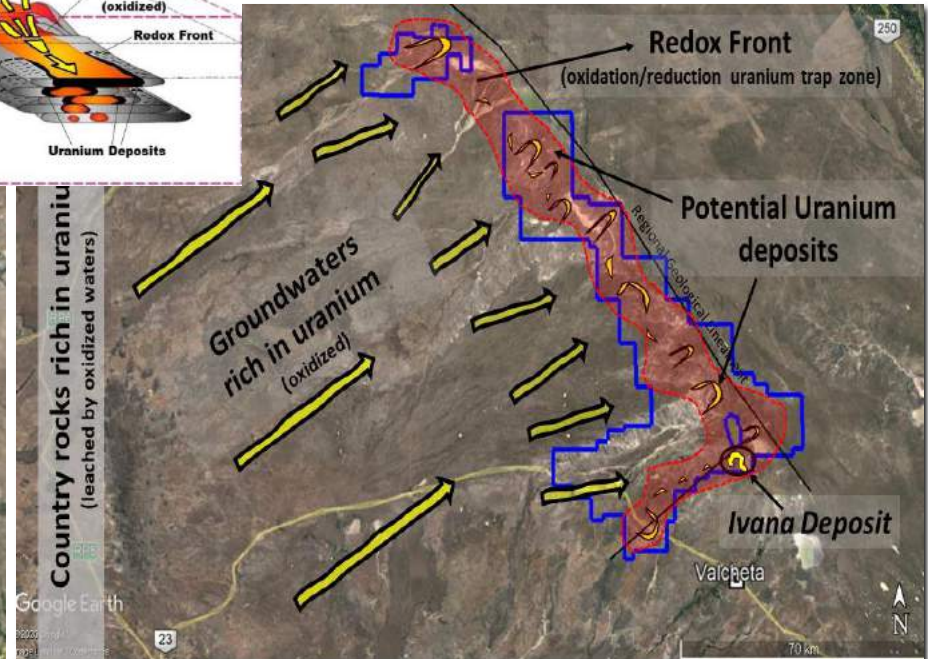 (oxidized)
Redox Front
Uranium Deposits
Redox Front
(oxidation/reduction uranium trap zone)
250
Potential Uranium
deposits
Regional Geological Lineament
Groundwaters
rich in uranium
(oxidized)
Country rocks rich in uraniu
(leached by oxidized waters)
Ivana Deposit
Valcheta
Google Earth
23
N
70 km